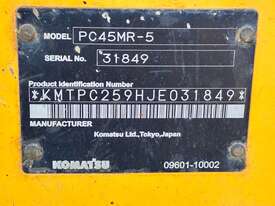 MODEL PC45MR-5
SERIAL No. 31849
Product Identification Number
*KMTPC259HJE031849*
MANUFACTURER
Komatsu Ltd.,Tokyo,Japan
KOMATSU 09601-10002